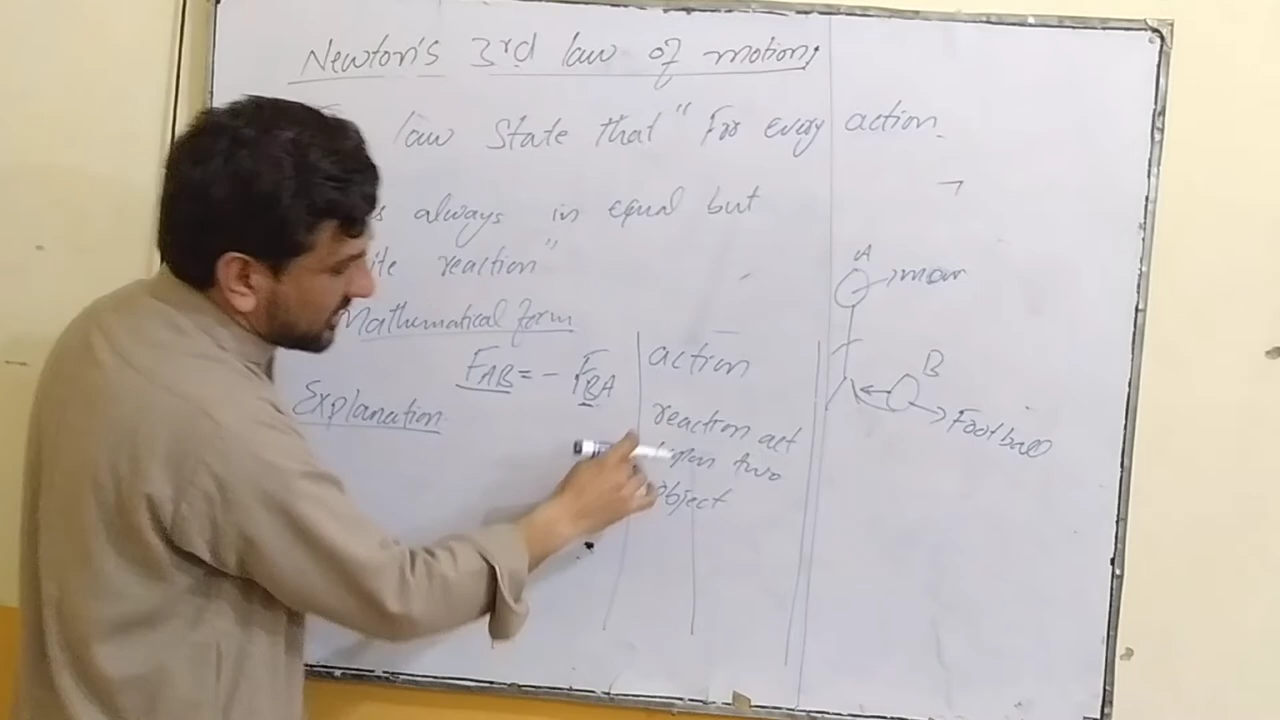 Newton's 3rd law of motion,
law State that " For every action.
s always in equal but
ite reaction"
Mathematical form
FAB = - FBA
Explanation
action
reaction act
upon two
object
A
man
B
Football